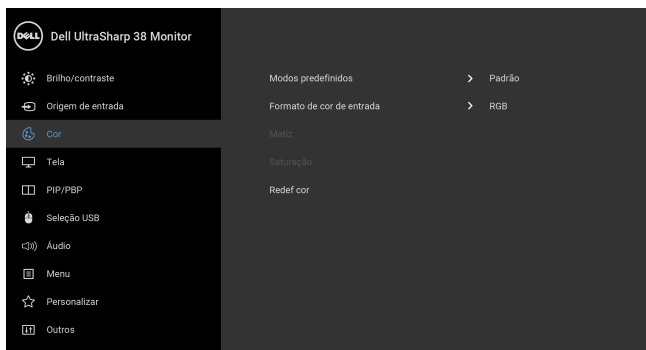 DELL Dell UltraSharp 38 Monitor
Brilho/contraste Modos predefinidos Padrão
Origem de entrada Formato de cor de entrada RGB
Cor Matiz
Tela Saturação
PIP/PBP Redef cor
Seleção USB
Áudio
Menu
Personalizar
Outros